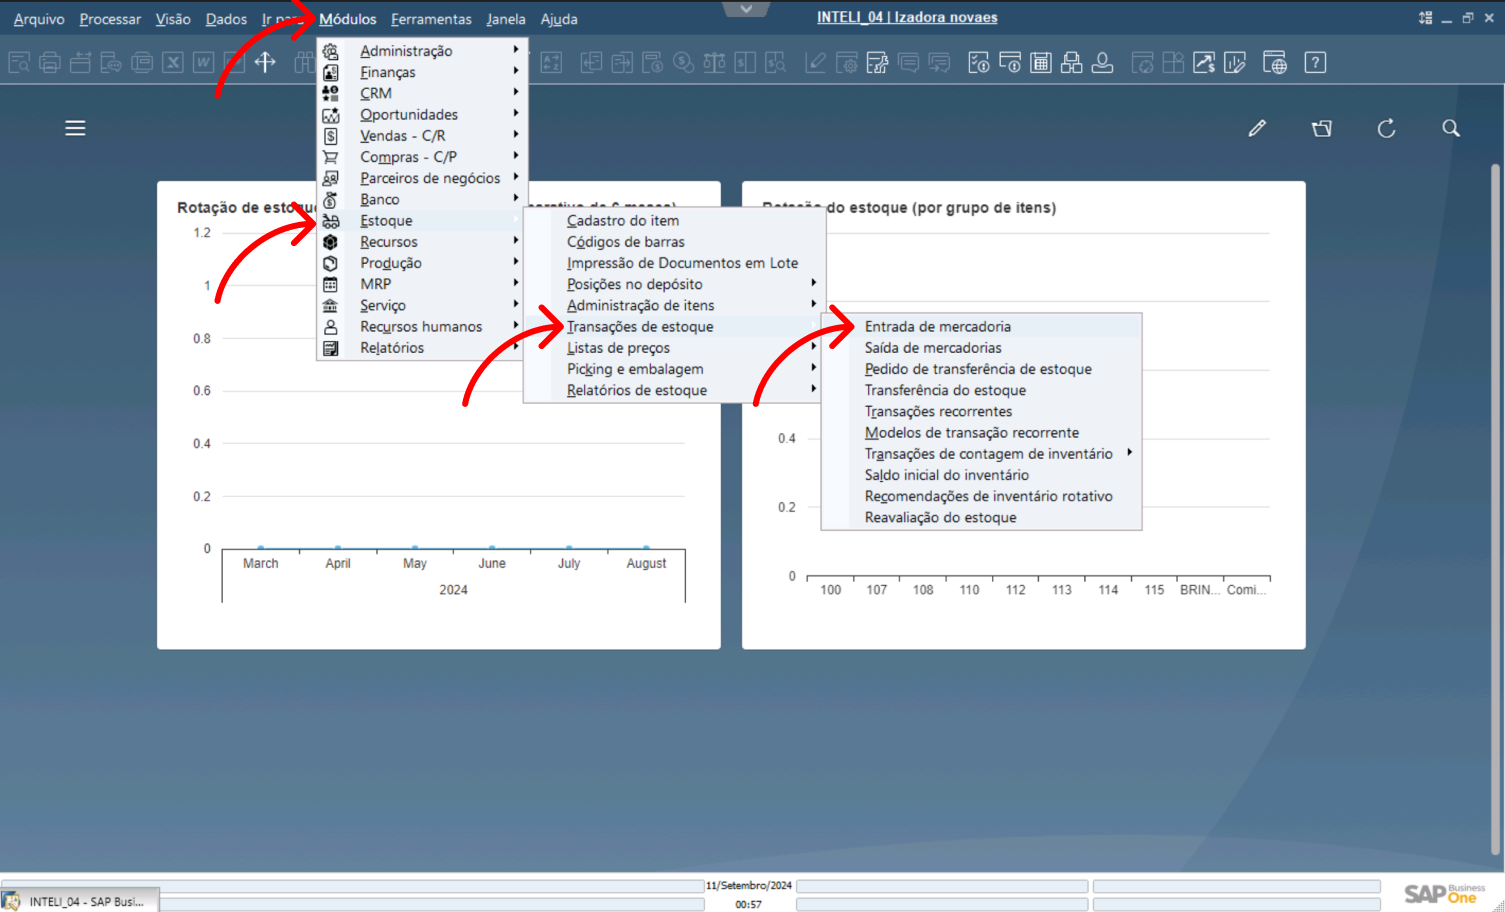 Arquivo Processar Visão Dados Ir para Módulos Ferramentas Janela Ajuda
INTELI_04 | Izadora novaes
Administração
Finanças
CRM
Oportunidades
Vendas - C/R
Compras - C/P
Parceiros de negócios
Banco
Estoque
Recursos
Produção
MRP
Serviço
Recursos humanos
Relatórios
Cadastro do item
Códigos de barras
Impressão de Documentos em Lote
Posições no depósito
Administração de itens
Transações de estoque
Listas de preços
Picking e embalagem
Relatórios de estoque
Entrada de mercadoria
Saída de mercadorias
Pedido de transferência de estoque
Transferência do estoque
Transações recorrentes
Modelos de transação recorrente
Transações de contagem de inventário
Saldo inicial do inventário
Recomendações de inventário rotativo
Reavaliação do estoque
Rotação de estoque
1.2
1
0.8
0.6
0.4
0.2
0
March April May June July August
2024
do estoque (por grupo de itens)
0.4
0.2
0
100 107 108 110 112 113 114 115 BRIN... Comi...
11/Setembro/2024
00:57
INTELI_04 - SAP Busi...
SAP Business One